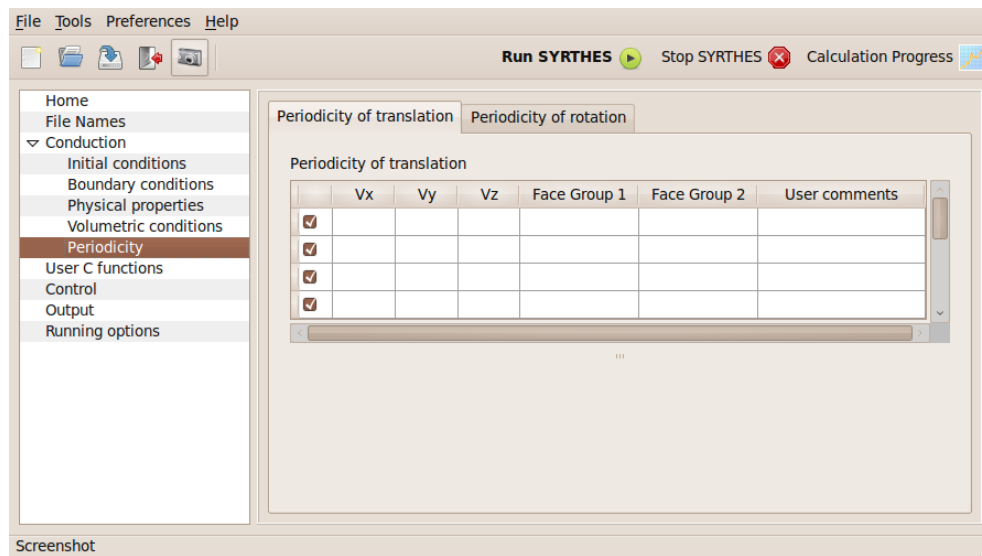 File Tools Preferences Help
Run SYRTHES Stop SYRTHES Calculation Progress
Home
File Names
Conduction
Initial conditions
Boundary conditions
Physical properties
Volumetric conditions
Periodicity
User C functions
Control
Output
Running options
Periodicity of translation Periodicity of rotation
Periodicity of translation
Vx Vy Vz Face Group 1 Face Group 2 User comments
Screenshot